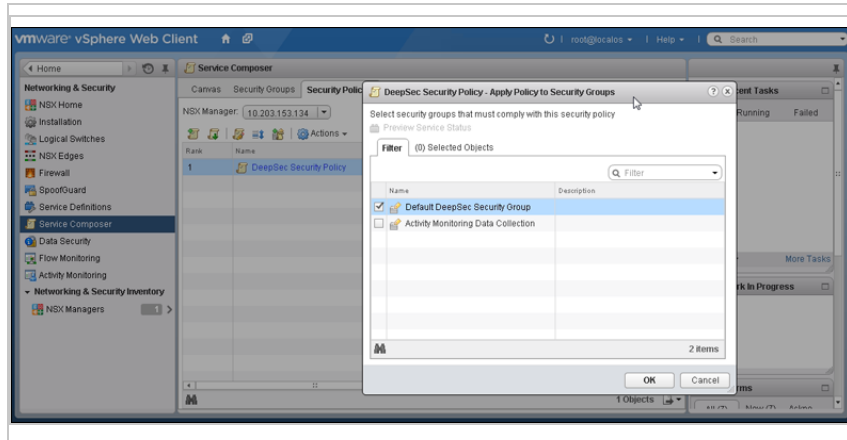 vmware® vSphere Web Client
root@localos
Help
Search
Home
Networking & Security
NSX Home
Installation
Logical Switches
NSX Edges
Firewall
SpoofGuard
Service Definitions
Service Composer
Data Security
Flow Monitoring
Activity Monitoring
Networking & Security Inventory
NSX Managers
1
Service Composer
Canvas
Security Groups
Security Polic
NSX Manager:
10.203.153.134
Actions
Rank
Name
1
DeepSec Security Policy
1 Objects
DeepSec Security Policy - Apply Policy to Security Groups
Select security groups that must comply with this security policy
Preview Service Status
Filter
(0) Selected Objects
Filter
Name
Description
Default DeepSec Security Group
Activity Monitoring Data Collection
2 items
OK
Cancel
cent Tasks
Running
Failed
More Tasks
rk In Progress
rms